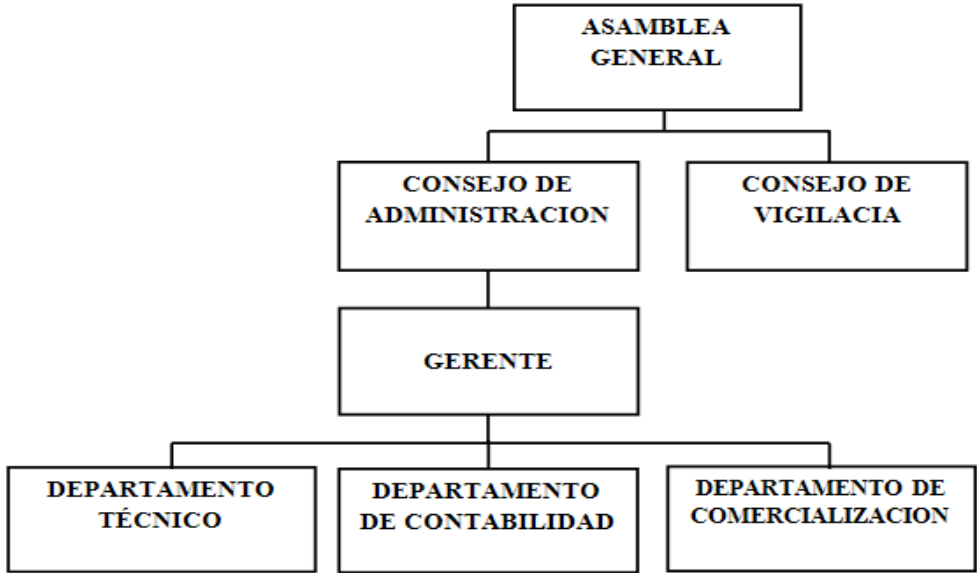 ASAMBLEA
GENERAL
CONSEJO DE
ADMINISTRACION
CONSEJO DE
VIGILACIA
GERENTE
DEPARTAMENTO
TÉCNICO
DEPARTAMENTO
DE CONTABILIDAD
DEPARTAMENTO DE
COMERCIALIZACION